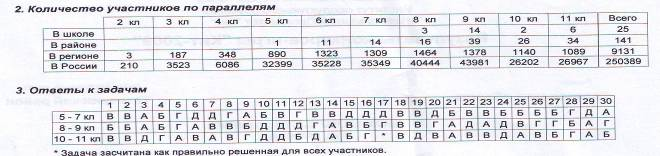 2. Количество участников по параллелям
2 кл 3 кл 4 кл 5 кл 6 кл 7 кл 8 кл 9 кл 10 кл 11 кл Всего
В школе 3 14 2 6 25
В районе 1 11 14 16 39 26 34 141
В регионе 3 187 348 890 1323 1309 1464 1378 1140 1089 9131
В России 210 3523 6086 32399 35228 35349 40444 43981 26202 26967 250389
3. Ответы к задачам
1 2 3 4 5 6 7 8 9 10 11 12 13 14 15 16 17 18 19 20 21 22 23 24 25 26 27 28 29 30
5 - 7 кл В В А Б Г Д Д Г А Б В Г В В Д Д Д В В Д Б В В Б Б Б Б Г Д А
8 - 9 кл Б Б А Б Г А В В Б Д Д Д Г А В Б Г В В Г А Д А Д В Г Г Б А Г
10 - 11 кл В В Д Г А В А В Г Д Д Б Д А Б Г * В Д В А В В Д А В Б Г А Б
* Задача засчитана как правильно решенная для всех участников.